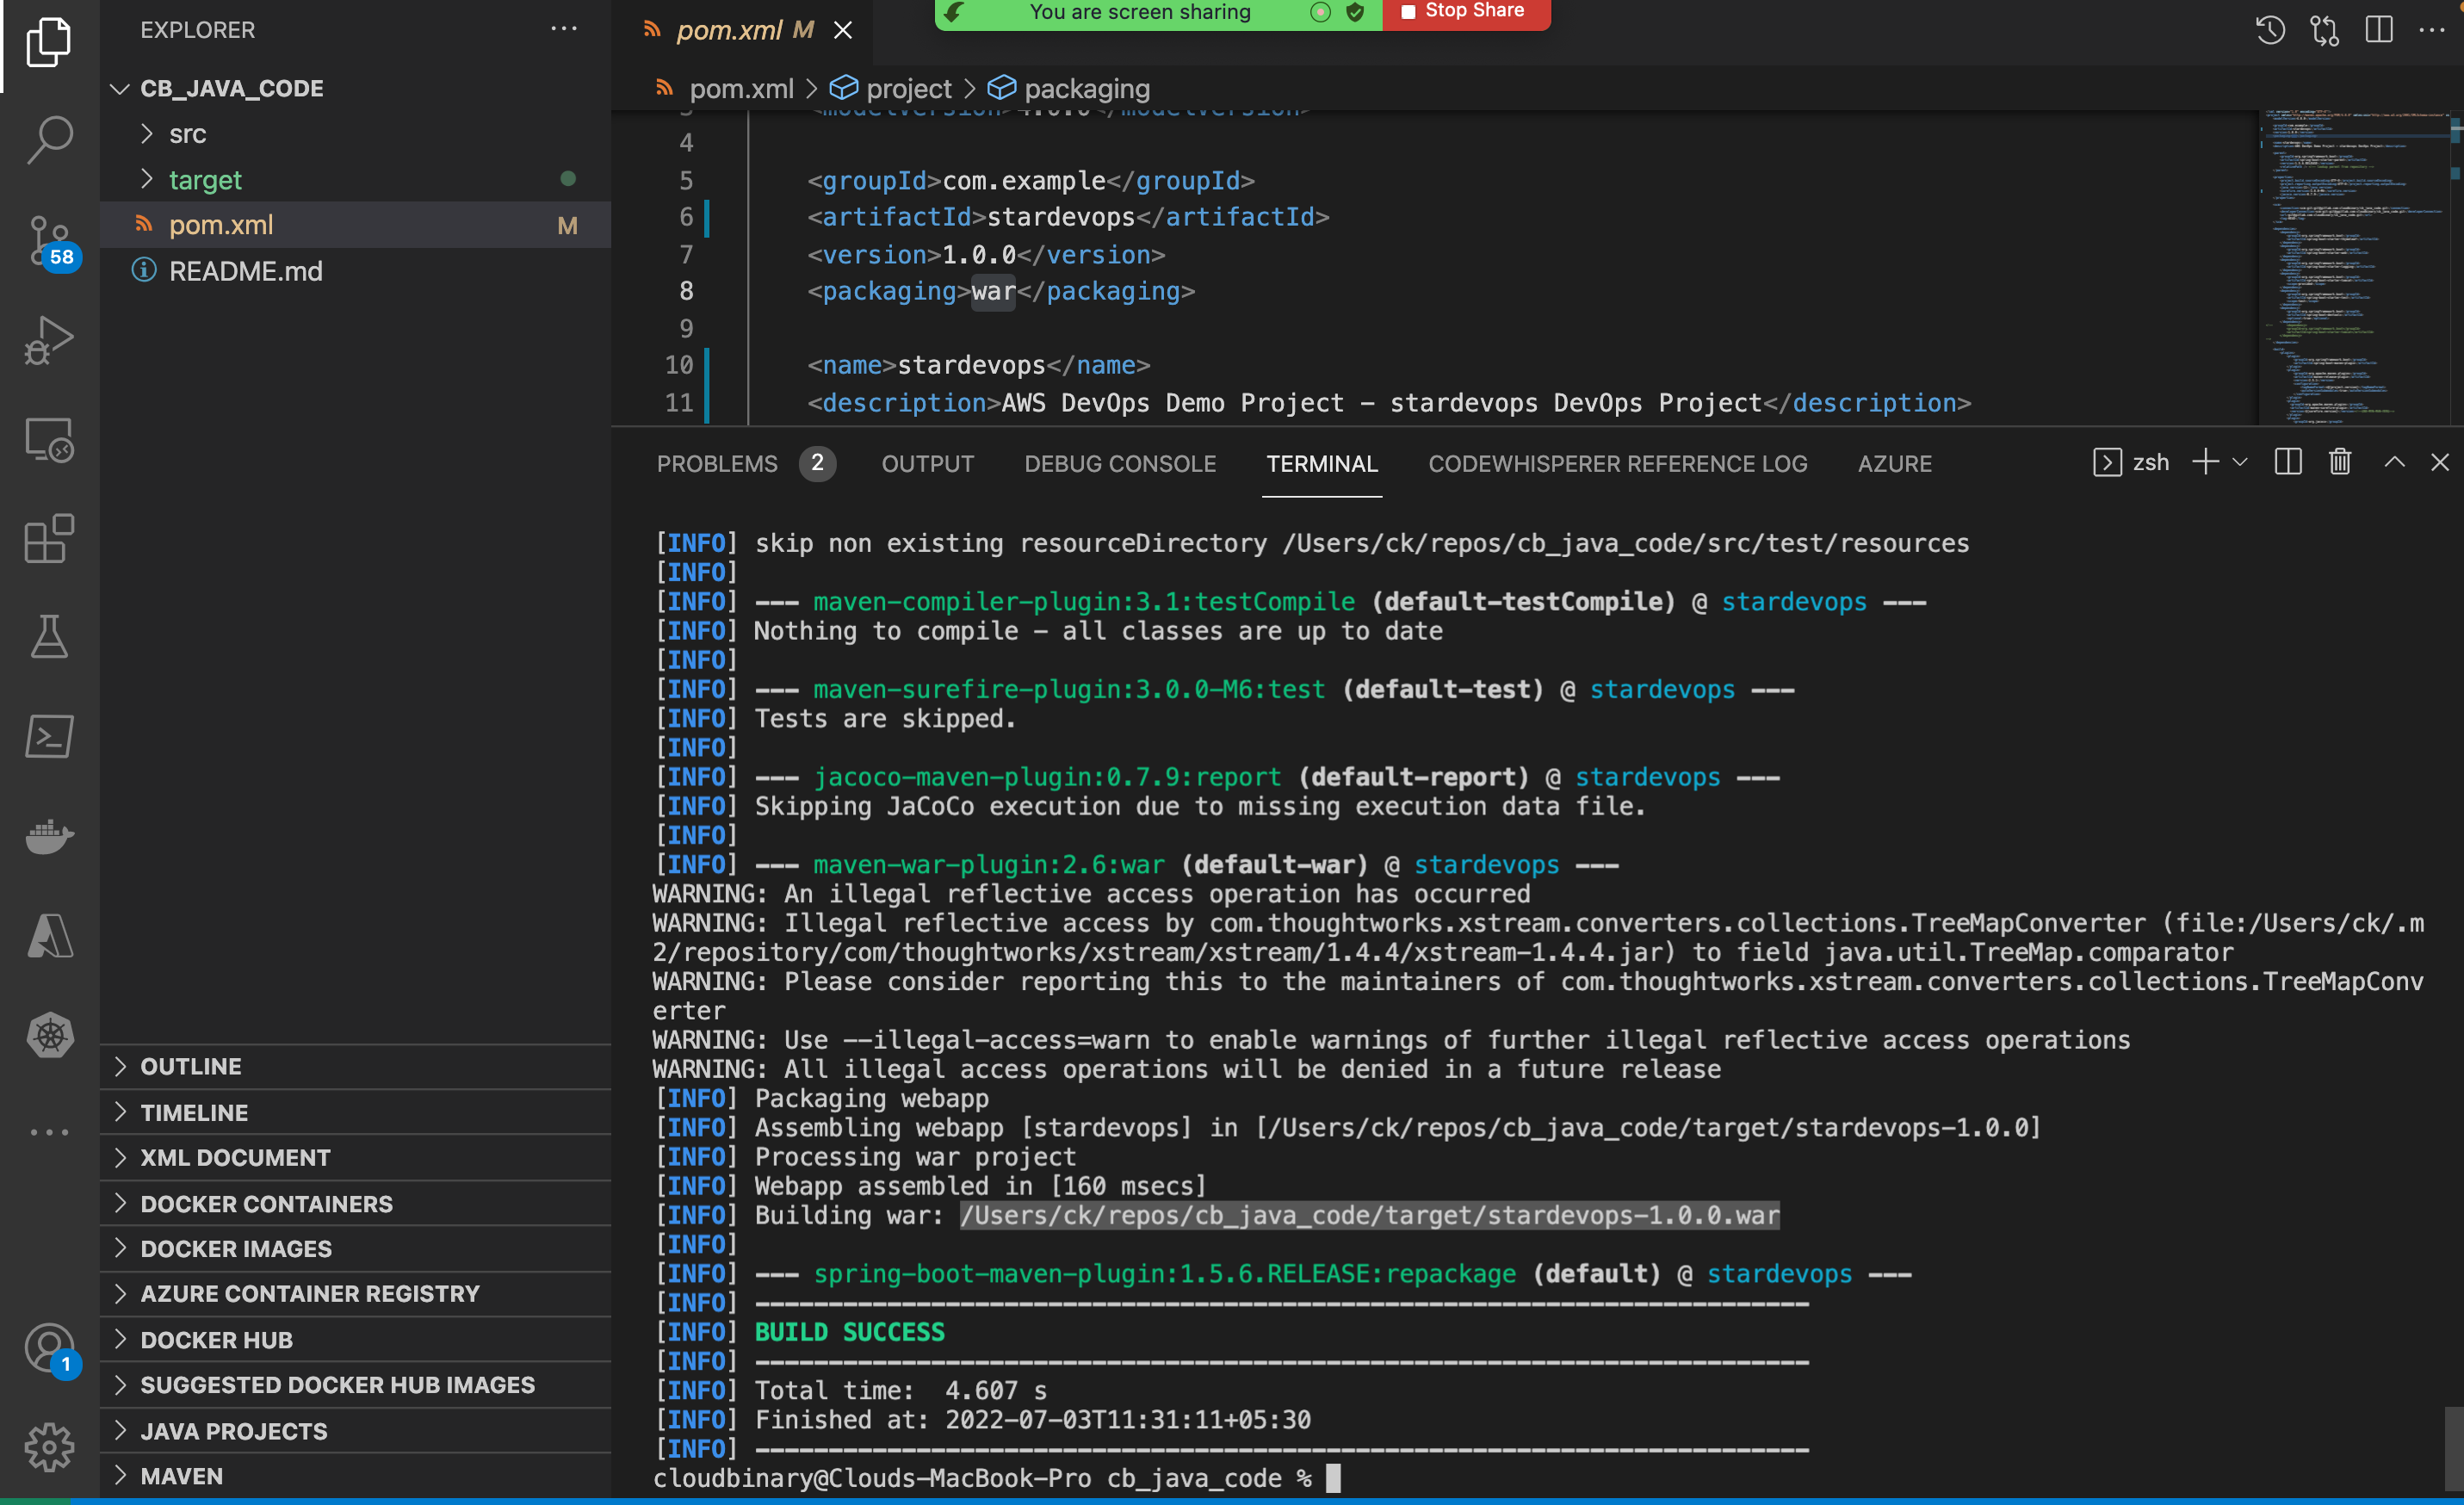 You are screen sharing
Stop Share
EXPLORER
CB_JAVA_CODE
src
target
pom.xml M
README.md
58
OUTLINE
TIMELINE
XML DOCUMENT
DOCKER CONTAINERS
DOCKER IMAGES
AZURE CONTAINER REGISTRY
DOCKER HUB
SUGGESTED DOCKER HUB IMAGES
JAVA PROJECTS
MAVEN
1
pom.xml M
pom.xml > project > packaging
3 <modelVersion>4.0.0</modelVersion>
4
5 <groupId>com.example</groupId>
6 <artifactId>stardevops</artifactId>
7 <version>1.0.0</version>
8 <packaging>war</packaging>
9
10 <name>stardevops</name>
11 <description>AWS DevOps Demo Project – stardevops DevOps Project</description>
PROBLEMS 2 OUTPUT DEBUG CONSOLE TERMINAL CODEWHISPERER REFERENCE LOG AZURE zsh
[INFO] skip non existing resourceDirectory /Users/ck/repos/cb_java_code/src/test/resources
[INFO]
[INFO] --- maven-compiler-plugin:3.1:testCompile (default-testCompile) @ stardevops ---
[INFO] Nothing to compile - all classes are up to date
[INFO]
[INFO] --- maven-surefire-plugin:3.0.0-M6:test (default-test) @ stardevops ---
[INFO] Tests are skipped.
[INFO]
[INFO] --- jacoco-maven-plugin:0.7.9:report (default-report) @ stardevops ---
[INFO] Skipping JaCoCo execution due to missing execution data file.
[INFO]
[INFO] --- maven-war-plugin:2.6:war (default-war) @ stardevops ---
WARNING: An illegal reflective access operation has occurred
WARNING: Illegal reflective access by com.thoughtworks.xstream.converters.collections.TreeMapConverter (file:/Users/ck/.m
2/repository/com/thoughtworks/xstream/xstream/1.4.4/xstream-1.4.4.jar) to field java.util.TreeMap.comparator
WARNING: Please consider reporting this to the maintainers of com.thoughtworks.xstream.converters.collections.TreeMapConv
erter
WARNING: Use --illegal-access=warn to enable warnings of further illegal reflective access operations
WARNING: All illegal access operations will be denied in a future release
[INFO] Packaging webapp
[INFO] Assembling webapp [stardevops] in [/Users/ck/repos/cb_java_code/target/stardevops-1.0.0]
[INFO] Processing war project
[INFO] Webapp assembled in [160 msecs]
[INFO] Building war: /Users/ck/repos/cb_java_code/target/stardevops-1.0.0.war
[INFO]
[INFO] --- spring-boot-maven-plugin:1.5.6.RELEASE:repackage (default) @ stardevops ---
[INFO] ------------------------------------------------------------------------
[INFO] BUILD SUCCESS
[INFO] ------------------------------------------------------------------------
[INFO] Total time:  4.607 s
[INFO] Finished at: 2022-07-03T11:31:11+05:30
[INFO] ------------------------------------------------------------------------
cloudbinary@Clouds-MacBook-Pro cb_java_code %